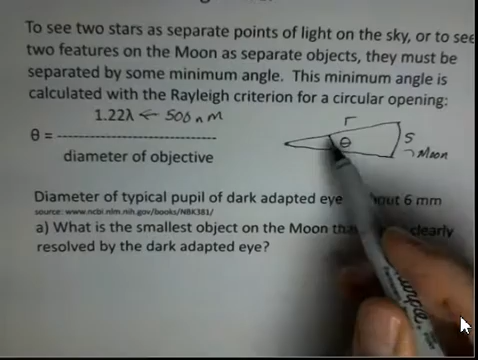 To see two stars as separate points of light on the sky, or to see
two features on the Moon as separate objects, they must be
separated by some minimum angle. This minimum angle is
calculated with the Rayleigh criterion for a circular opening:
1.22λ ← 500 nM
θ = ------------------------------
diameter of objective
r
θ
S
Moon
Diameter of typical pupil of dark adapted eye about 6 mm
source: www.ncbi.nlm.nih.gov/books/NBK381/
a) What is the smallest object on the Moon clearly
resolved by the dark adapted eye?